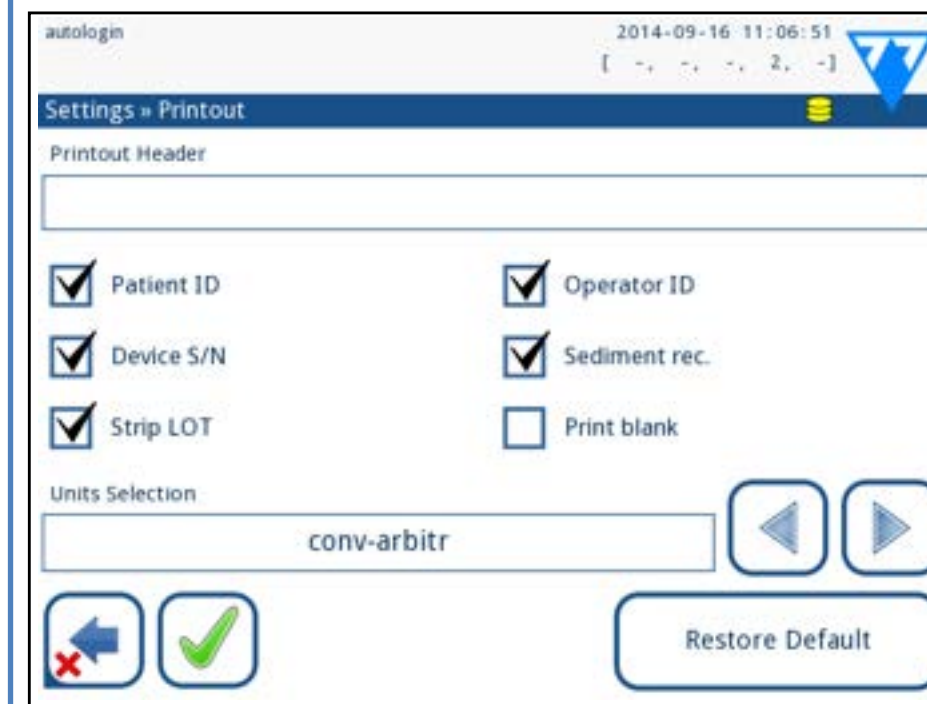 autologin
2014-09-16 11:06:51
[ -, -, -, 2, -]
Settings » Printout
Printout Header
Patient ID
Operator ID
Device S/N
Sediment rec.
Strip LOT
Print blank
Units Selection
conv-arbitr
Restore Default